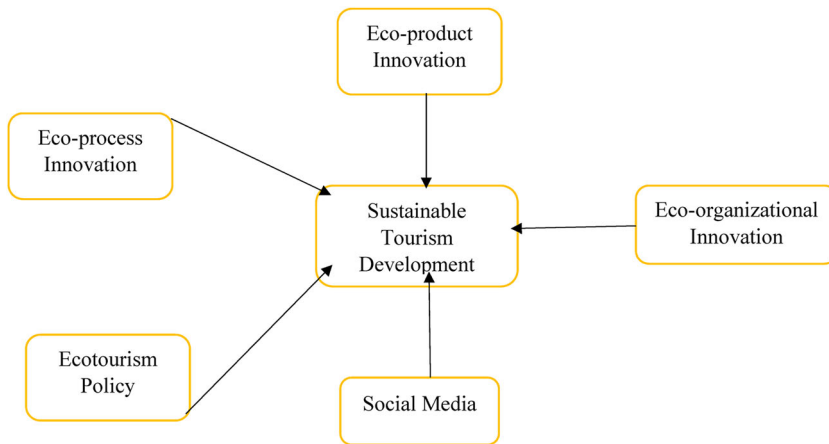 Eco-product
Innovation
Eco-process
Innovation
Sustainable
Tourism
Development
Eco-organizational
Innovation
Ecotourism
Policy
Social Media